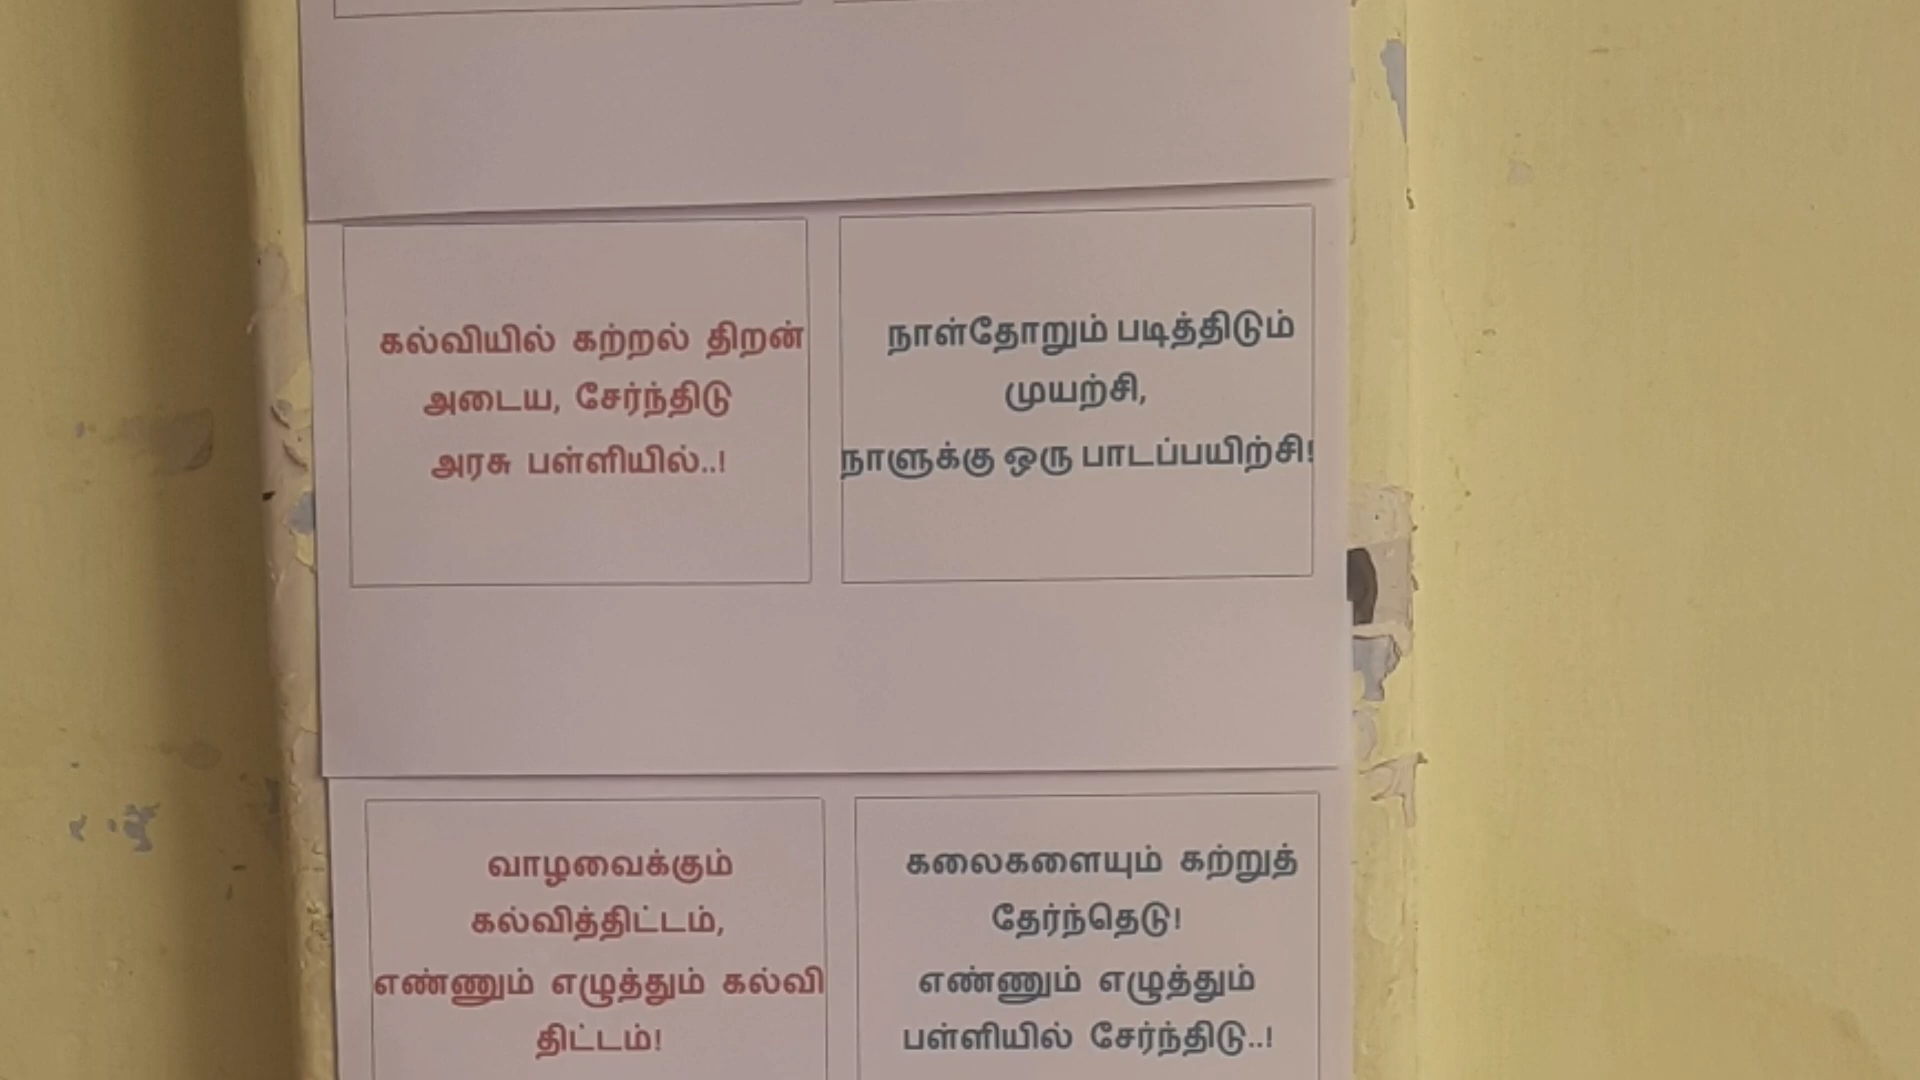 கல்வியில் கற்றல் திறன்
அடைய, சேர்ந்திடு
அரசு பள்ளியில்..!
நாள்தோறும் படித்திடும்
முயற்சி,
நாளுக்கு ஒரு பாடப்பயிற்சி!
வாழவைக்கும்
கல்வித்திட்டம்,
எண்ணும் எழுத்தும் கல்வி
திட்டம்!
கலைகளையும் கற்றுத்
தேர்ந்தெடு!
எண்ணும் எழுத்தும்
பள்ளியில் சேர்ந்திடு..!